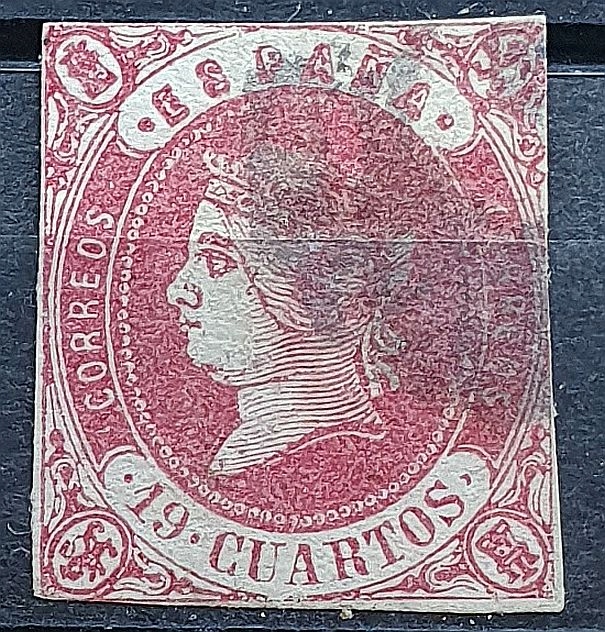 · ESPAÑA ·
CORREOS
· 19 · CUARTOS ·